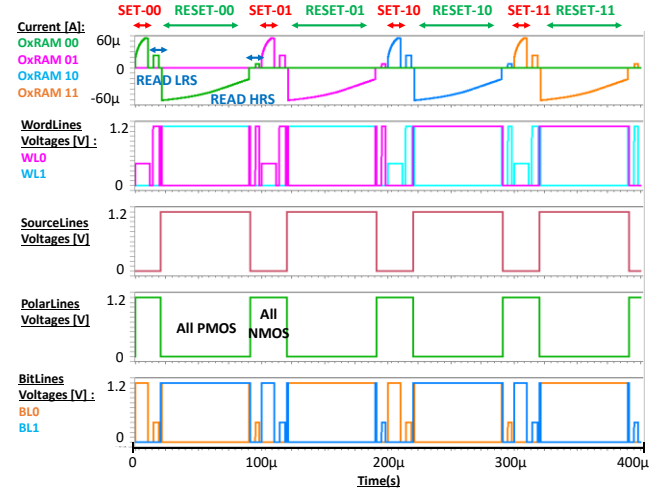 SET-00 RESET-00 SET-01 RESET-01 SET-10 RESET-10 SET-11 RESET-11
Current [A]:
OxRAM 00
OxRAM 01
OxRAM 10
OxRAM 11
60µ
0
-60µ
READ LRS
READ HRS
WordLines
Voltages [V] :
WL0
WL1
1.2
0
SourceLines
Voltages [V]
1.2
0
PolarLines
Voltages [V]
1.2
0
All PMOS
All
NMOS
BitLines
Voltages [V] :
BL0
BL1
1.2
0
0 100µ 200µ 300µ 400µ
Time(s)